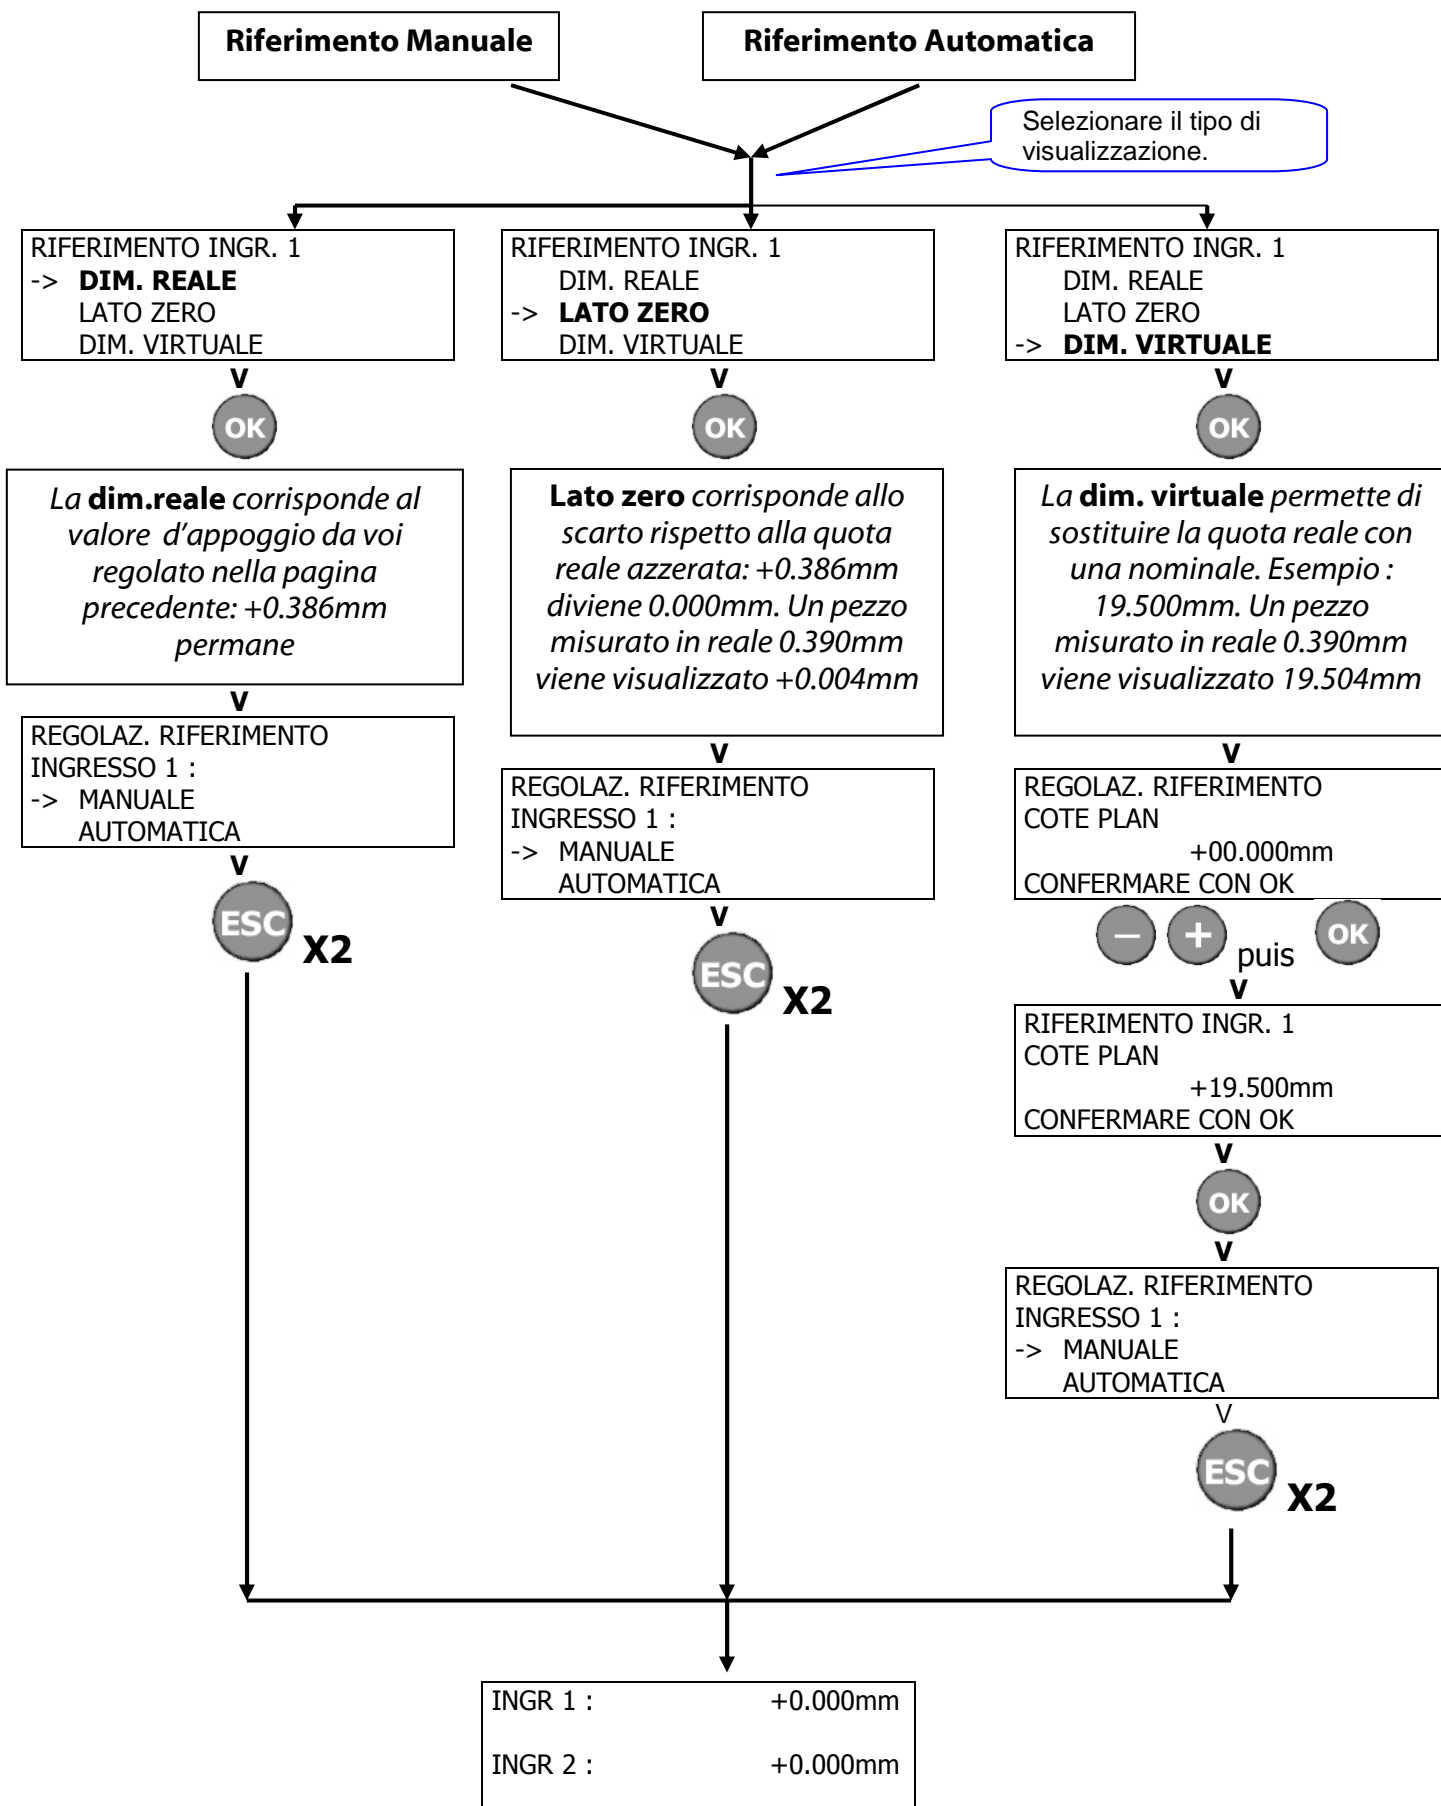 Riferimento Manuale
Riferimento Automatica
Selezionare il tipo di
visualizzazione.
RIFERIMENTO INGR. 1
-> DIM. REALE
LATO ZERO
DIM. VIRTUALE
V
OK
La dim.reale corrisponde al
valore d'appoggio da voi
regolato nella pagina
precedente: +0.386mm
permane
V
REGOLAZ. RIFERIMENTO
INGRESSO 1 :
-> MANUALE
AUTOMATICA
V
ESC X2
RIFERIMENTO INGR. 1
DIM. REALE
-> LATO ZERO
DIM. VIRTUALE
V
OK
Lato zero corrisponde allo
scarto rispetto alla quota
reale azzerata: +0.386mm
diviene 0.000mm. Un pezzo
misurato in reale 0.390mm
viene visualizzato +0.004mm
V
REGOLAZ. RIFERIMENTO
INGRESSO 1 :
-> MANUALE
AUTOMATICA
V
ESC X2
RIFERIMENTO INGR. 1
DIM. REALE
LATO ZERO
-> DIM. VIRTUALE
V
OK
La dim. virtuale permette di
sostituire la quota reale con
una nominale. Esempio :
19.500mm. Un pezzo
misurato in reale 0.390mm
viene visualizzato 19.504mm
V
REGOLAZ. RIFERIMENTO
COTE PLAN
+00.000mm
CONFERMARE CON OK
− + puis OK
V
RIFERIMENTO INGR. 1
COTE PLAN
+19.500mm
CONFERMARE CON OK
V
OK
V
REGOLAZ. RIFERIMENTO
INGRESSO 1 :
-> MANUALE
AUTOMATICA
V
ESC X2
INGR 1 : +0.000mm
INGR 2 : +0.000mm